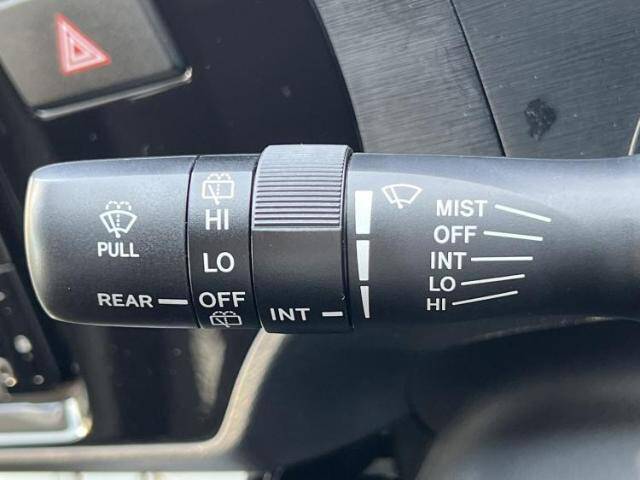 PULL
REAR
HI
LO
OFF
INT
MIST
OFF
INT
LO
HI